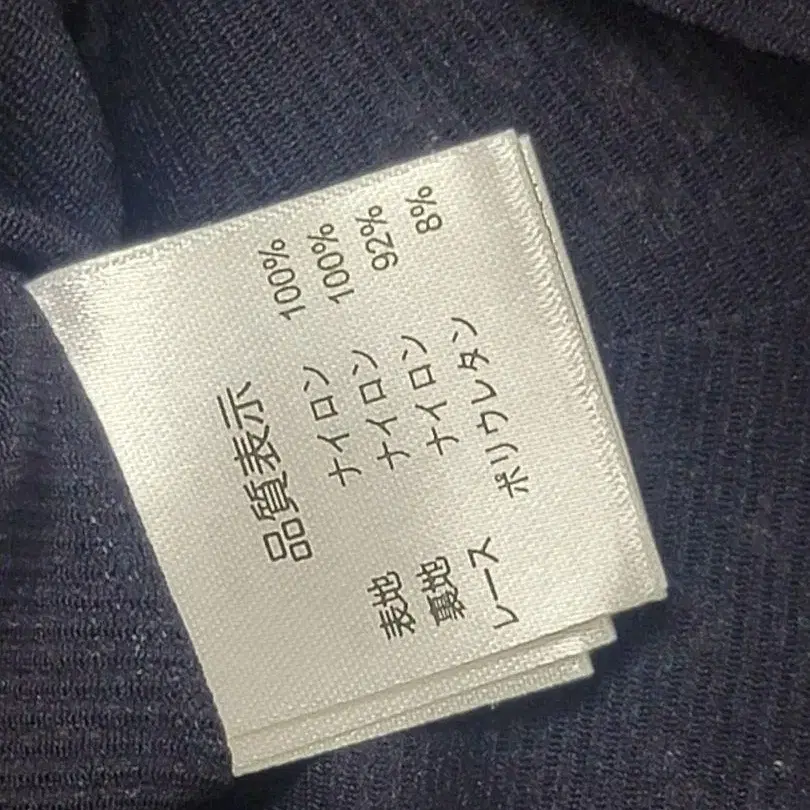 品質表示
表地 ナイロン 100%
裏地 ナイロン 100%
レース ナイロン 92%
ポリウレタン 8%